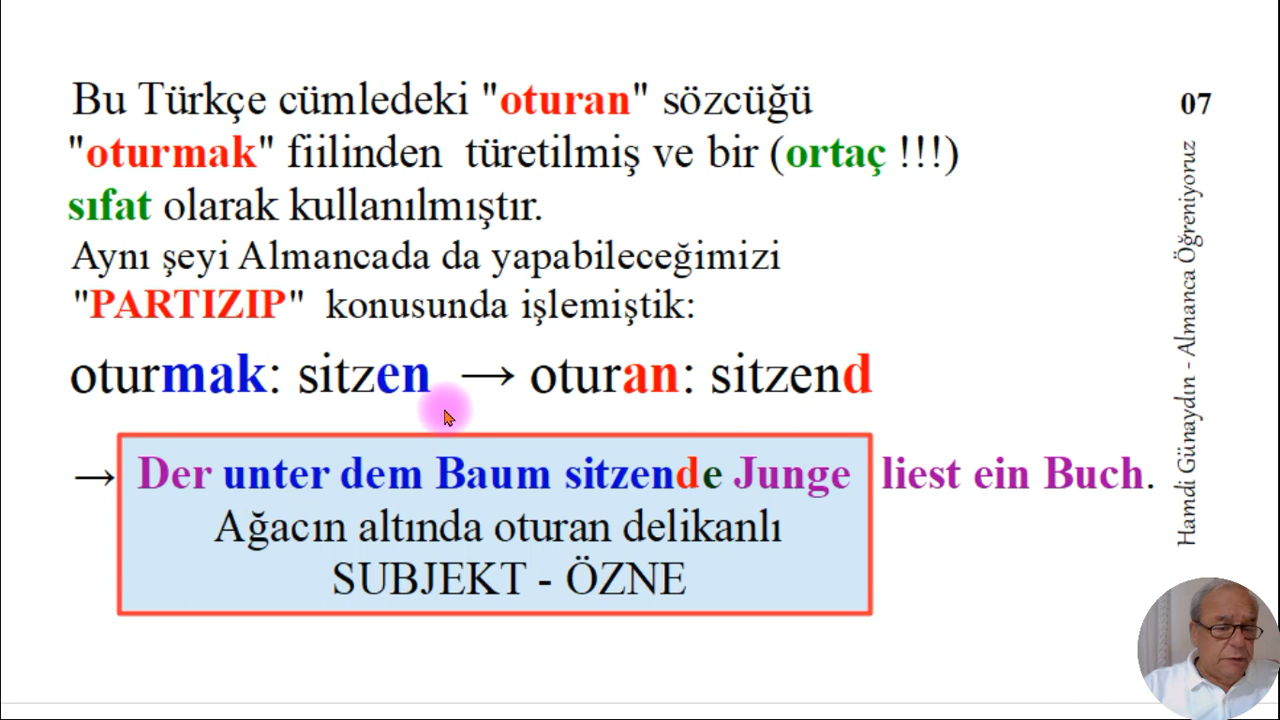 Bu Türkçe cümledeki "oturan" sözcüğü
"oturmak" fiilinden türetilmiş ve bir (ortaç !!!)
sıfat olarak kullanılmıştır.
Aynı şeyi Almancada da yapabileceğimizi
"PARTIZIP" konusunda işlemiştik:
oturmak: sitzen → oturan: sitzend
→ Der unter dem Baum sitzende Junge liest ein Buch.
Ağacın altında oturan delikanlı
SUBJEKT - ÖZNE
07
Hamdi Günaydın - Almanca Öğreniyoruz